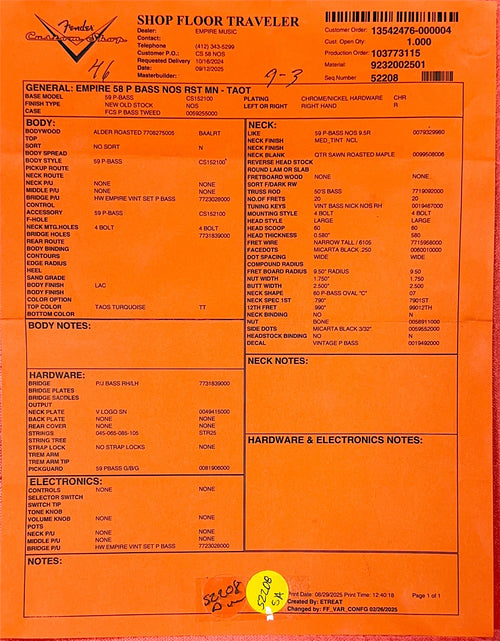 Fender
Custom Shop
SHOP FLOOR TRAVELER
Dealer: EMPIRE MUSIC
Contact:
Telephone (412) 343-5299
Customer P.O.: CS 58 NOS
Requested Delivery 10/16/2024
Date: 09/12/2025
Masterbuilder:
Customer Order: 13542476-000004
Cust. Open Qty: 1.000
Production Order: 103773115
Material: 9232002501
Seq Number 52208
46
9-3
GENERAL: EMPIRE 58 P BASS NOS RST MN - TAOT
BASE MODEL 59 P-BASS CS152100 PLATING CHROME/NICKEL HARDWARE CHR
FINISH TYPE NEW OLD STOCK NOS LEFT OR RIGHT RIGHT HAND R
CASE FCS P BASS TWEED 0059255000
BODY:
BODYWOOD ALDER ROASTED 7708275005 BAALRT
TOP
SORT NO SORT N
BODY SPREAD
BODY STYLE 59 P-BASS CS152100
PICKUP ROUTE
NECK ROUTE
NECK P/U NONE NONE
MIDDLE P/U NONE NONE
BRIDGE P/U HW EMPIRE VINT SET P BASS 7723028000
CONTROL
ACCESSORY 59 P-BASS CS152100
F-HOLE
NECK MTG.HOLES 4 BOLT 4 BOLT
BRIDGE HOLES 7731839000
REAR ROUTE
BODY BINDING
CONTOURS
EDGE RADIUS
HEEL
SAND GRADE
BODY FINISH LAC
BODY FINISH
COLOR OPTION
TOP COLOR TAOS TURQUOISE TT
BOTTOM COLOR
BODY NOTES:
HARDWARE:
BRIDGE P/J BASS RH/LH 7731839000
BRIDGE PLATES
BRIDGE SADDLES
OUTPUT
NECK PLATE V LOGO SN 0049415000
BACK PLATE NONE NONE
REAR COVER NONE NONE
STRINGS 045-065-085-105 STR25
STRING TREE
STRAP LOCK NO STRAP LOCKS NONE
TREM ARM
TREM ARM TIP
PICKGUARD 59 PBASS G/B/G 0081906000
ELECTRONICS:
CONTROLS NONE NONE
SELECTOR SWITCH
SWITCH TIP
TONE KNOB
VOLUME KNOB NONE NONE
POTS
NECK P/U NONE NONE
MIDDLE P/U NONE NONE
BRIDGE P/U HW EMPIRE VINT SET P BASS 7723028000
NECK:
LIKE 59 P-BASS NOS 9.5R 0079329980
NECK FINISH MED_TINT NCL
NECK FINISH
NECK BLANK QTR SAWN ROASTED MAPLE 0099508006
REVERSE HEAD STOCK
ROUND LAM OR SLAB
FRETBOARD WOOD NONE NONE
SORT F/DARK RW
TRUSS ROD 50'S BASS 7719092000
NO.OF FRETS 20 20
TUNING KEYS VINT BASS NICK NOS RH 0019467000
MOUNTING STYLE 4 BOLT 4 BOLT
HEAD STYLE LARGE LARGE
HEAD SCOOP 60 60
HEAD THICKNESS 0.580" 580
FRET WIRE NARROW TALL / 6105 7715958000
FACEDOTS MICARTA BLACK .250 0060010000
DOT SPACING WIDE WIDE
COMPOUND RADIUS
FRET BOARD RADIUS 9.50" RADIUS 9.50
NUT WIDTH 1.750" 1.750
BUTT WIDTH 2.500" 2.500
NECK SHAPE 60 P-BASS OVAL "C" 07
NECK SPEC 1ST .790" 7901ST
12TH FRET .990" 99012TH
NECK BINDING NO N
NUT BONE 0058911000
SIDE DOTS MICARTA BLACK 3/32" 0059552000
HEADSTOCK BINDING NO N
DECAL VINTAGE P BASS 0019492000
NECK NOTES:
HARDWARE & ELECTRONICS NOTES:
NOTES:
52208
52208
SA
Print Date: 08/29/2025 Print Time: 12:40:18 Page 1 of 1
Created By: ETREAT
Changed by: FF_VAR_CONFG 02/26/2025